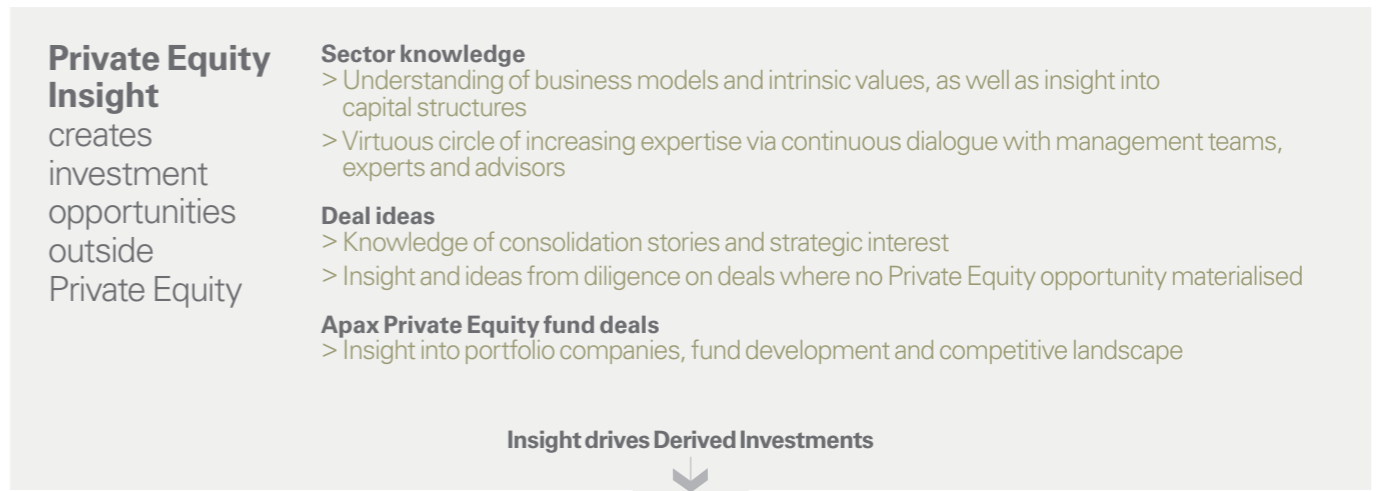 Private Equity
Insight
creates
investment
opportunities
outside
Private Equity
Sector knowledge
> Understanding of business models and intrinsic values, as well as insight into
capital structures
> Virtuous circle of increasing expertise via continuous dialogue with management teams,
experts and advisors
Deal ideas
> Knowledge of consolidation stories and strategic interest
> Insight and ideas from diligence on deals where no Private Equity opportunity materialised
Apax Private Equity fund deals
> Insight into portfolio companies, fund development and competitive landscape
Insight drives Derived Investments